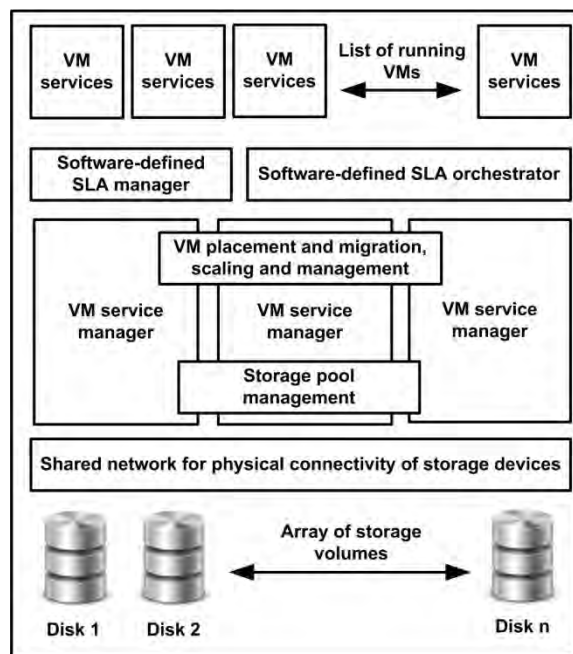 VM
services
VM
services
VM
services
List of running
VMs
VM
services
Software-defined
SLA manager
Software-defined SLA orchestrator
VM placement and migration,
scaling and management
VM service
manager
VM service
manager
VM service
manager
Storage pool
management
Shared network for physical connectivity of storage devices
Array of storage
volumes
Disk 1
Disk 2
Disk n